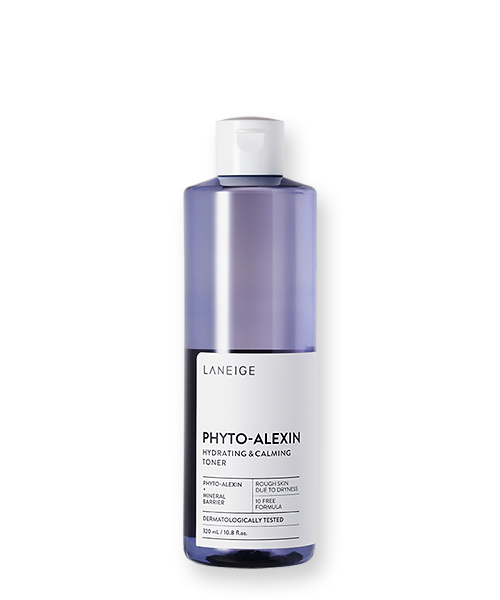 LANEIGE
PHYTO-ALEXIN
HYDRATING & CALMING
TONER
PHYTO-ALEXIN
+
MINERAL
BARRIER
ROUGH SKIN
DUE TO DRYNESS
10 FREE
FORMULA
DERMATOLOGICALLY TESTED
320 mL / 10.8 fl.oz.